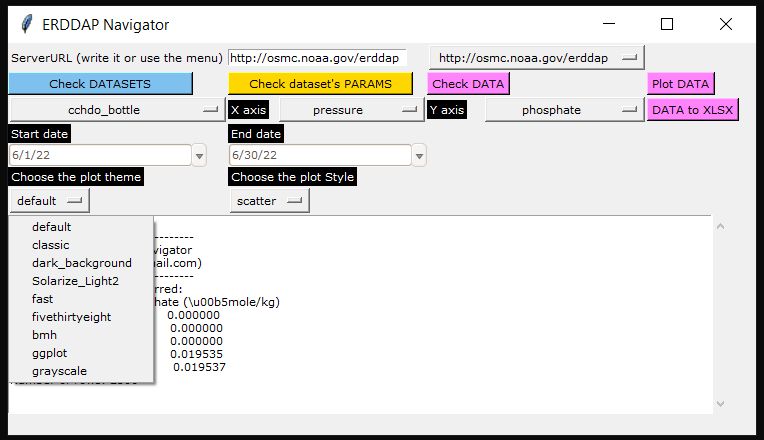 ERDDAP Navigator
ServerURL (write it or use the menu) http://osmc.noaa.gov/erddap http://osmc.noaa.gov/erddap
Check DATASETS Check dataset's PARAMS Check DATA Plot DATA
cchdo_bottle X axis pressure Y axis phosphate DATA to XLSX
Start date End date
6/1/22 6/30/22
Choose the plot theme Choose the plot Style
default scatter
default
classic
dark_background
Solarize_Light2
fast
fivethirtyeight
bmh
ggplot
grayscale
---------
vigator
ail.com)
---------
rred:
hate (\u00b5mole/kg)
0.000000
0.000000
0.000000
0.019535
0.019537